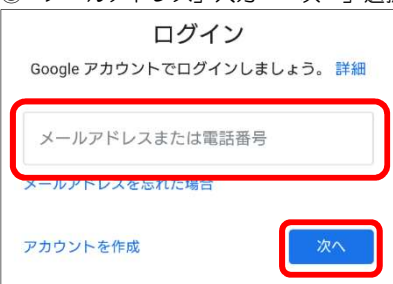 ログイン
Google アカウントでログインしましょう。 詳細
メールアドレスまたは電話番号
メールアドレスを忘れた場合
アカウントを作成
次へ